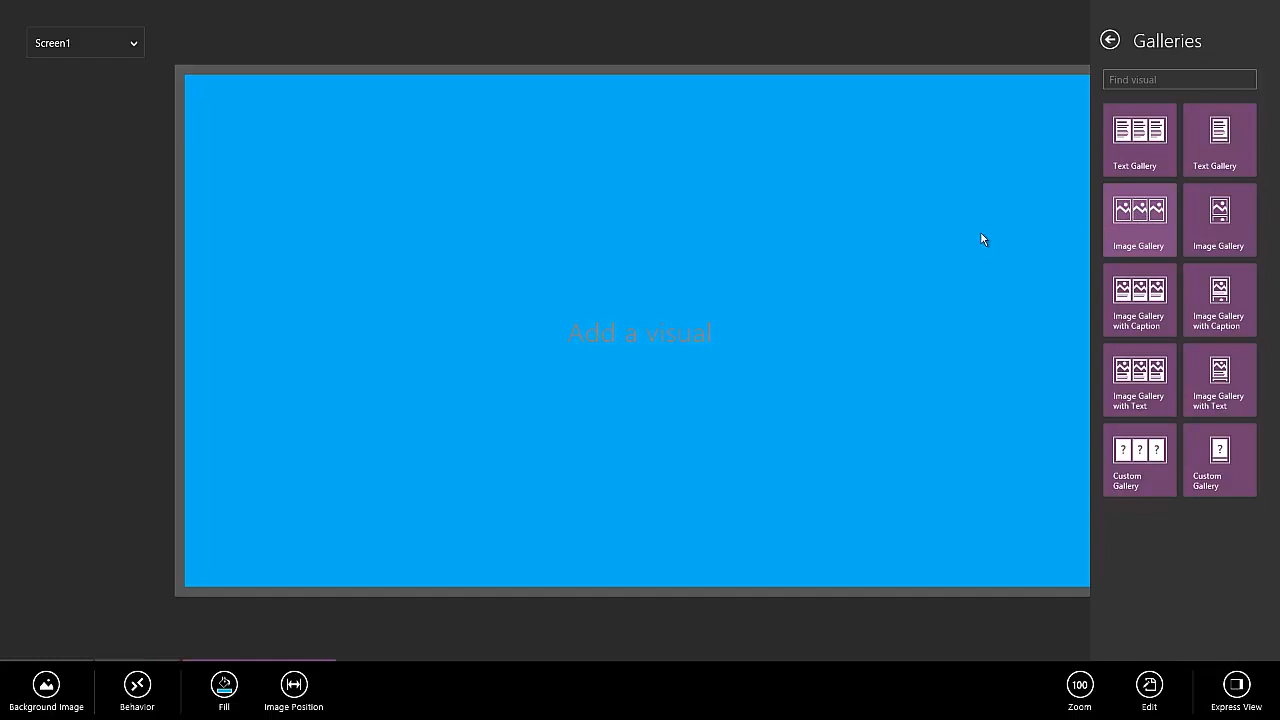 Screen1
Galleries
Find visual
Text Gallery
Text Gallery
Image Gallery
Image Gallery
Image Gallery
with Caption
Image Gallery
with Caption
Image Gallery
with Text
Image Gallery
with Text
? ? ?
Custom
Gallery
?
Custom
Gallery
Add a visual
Background Image
Behavior
Fill
Image Position
100
Zoom
Edit
Express View